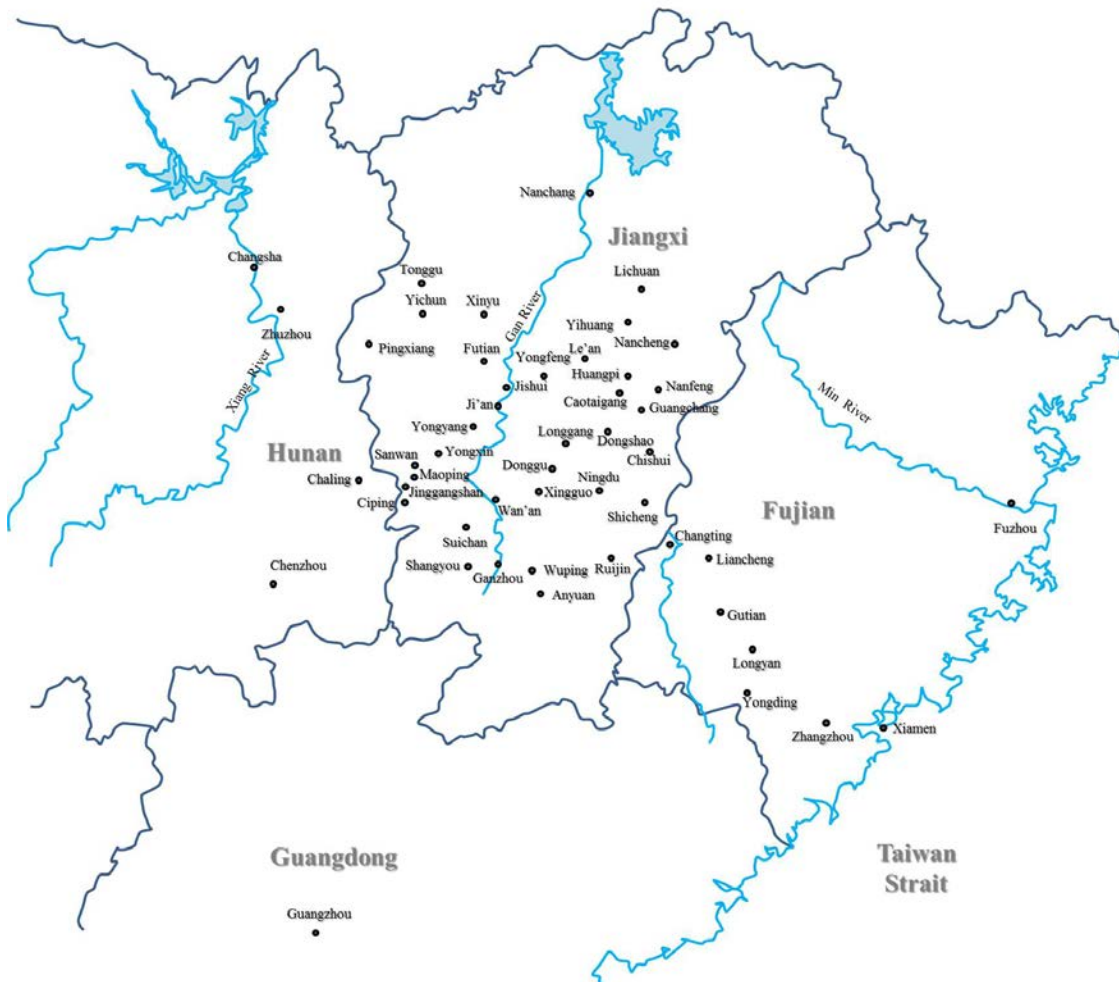 Nanchang
Jiangxi
Changsha
Tonggu
Lichuan
Yichun
Xinyu
Gan River
Zhuzhou
Yihuang
Pingxiang
Futian
Le'an
Nancheng
Yongfeng
Xiang River
Huangpi
Jishui
Nanfeng
Min River
Caotaigang
Ji'an
Guangchang
Yongyang
Longgang
Dongshao
Hunan
Sanwan
Yongxin
Chishui
Maoping
Donggu
Ningdu
Chaling
Jinggangshan
Xingguo
Ciping
Wan'an
Shicheng
Fujian
Fuzhou
Suichan
Changting
Liancheng
Shangyou
Ganzhou
Wuping
Ruijin
Chenzhou
Anyuan
Gutian
Longyan
Yongding
Zhangzhou
Xiamen
Guangdong
Taiwan
Strait
Guangzhou